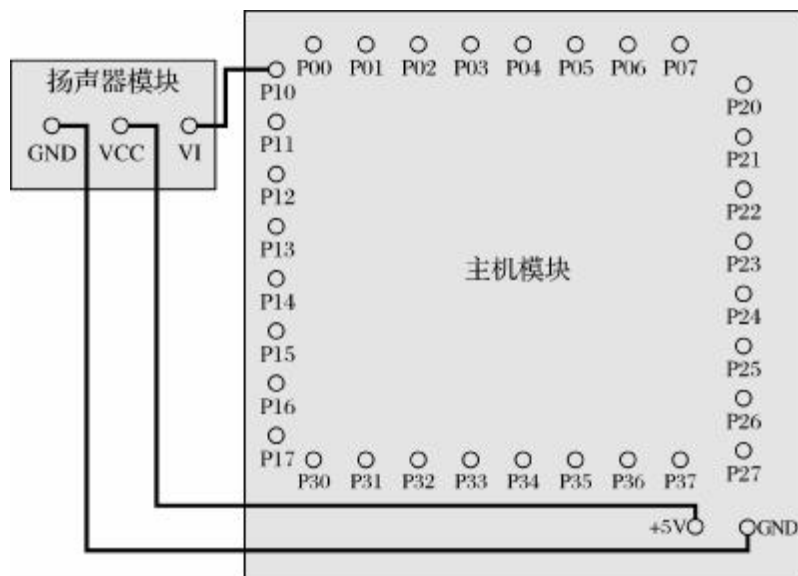 P00 P01 P02 P03 P04 P05 P06 P07
扬声器模块
GND VCC VI
P10
P11
P12
P13
P14
P15
P16
P17
主机模块
P20
P21
P22
P23
P24
P25
P26
P27
P30 P31 P32 P33 P34 P35 P36 P37
+5V GND